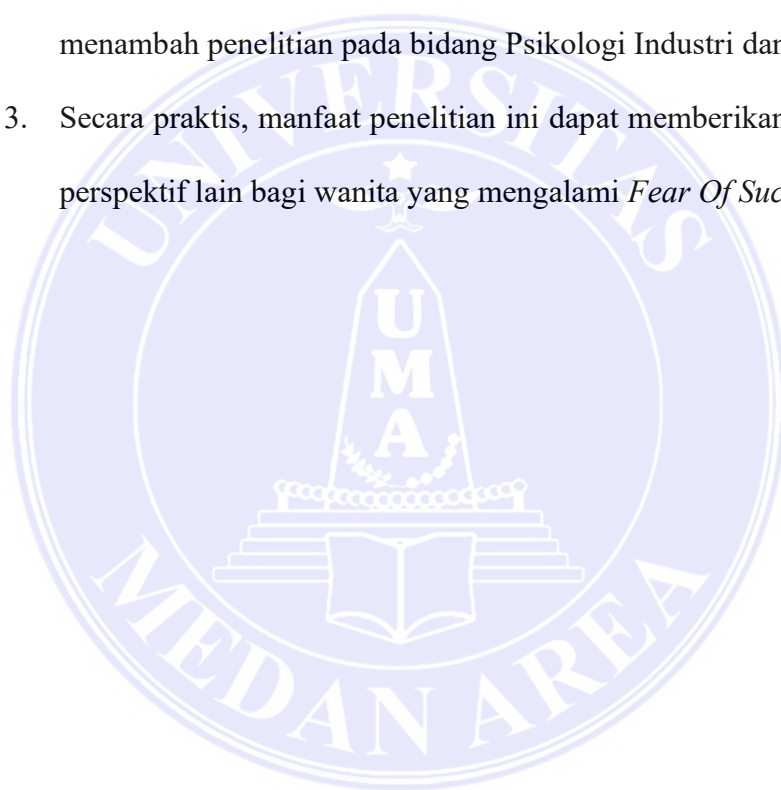 menambah penelitian pada bidang Psikologi Industri dan
3. Secara praktis, manfaat penelitian ini dapat memberikan
perspektif lain bagi wanita yang mengalami Fear Of Suc
UNIVERSITAS
UMA
MEDAN AREA